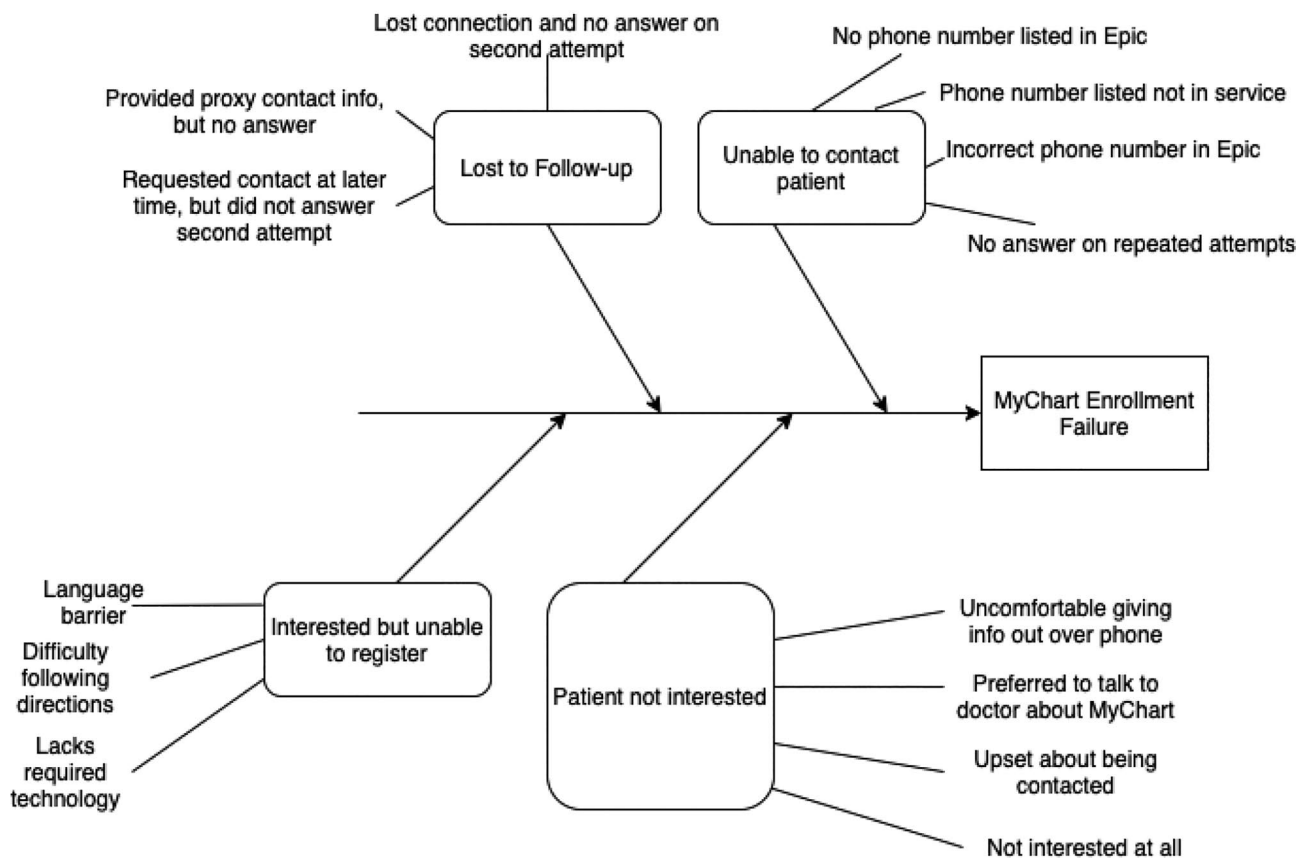 Lost connection and no answer on
second attempt
No phone number listed in Epic
Provided proxy contact info,
but no answer
Phone number listed not in service
Lost to Follow-up
Unable to contact
patient
Incorrect phone number in Epic
Requested contact at later
time, but did not answer
second attempt
No answer on repeated attempts
MyChart Enrollment
Failure
Language
barrier
Interested but unable
to register
Difficulty
following
directions
Lacks
required
technology
Patient not interested
Uncomfortable giving
info out over phone
Preferred to talk to
doctor about MyChart
Upset about being
contacted
Not interested at all